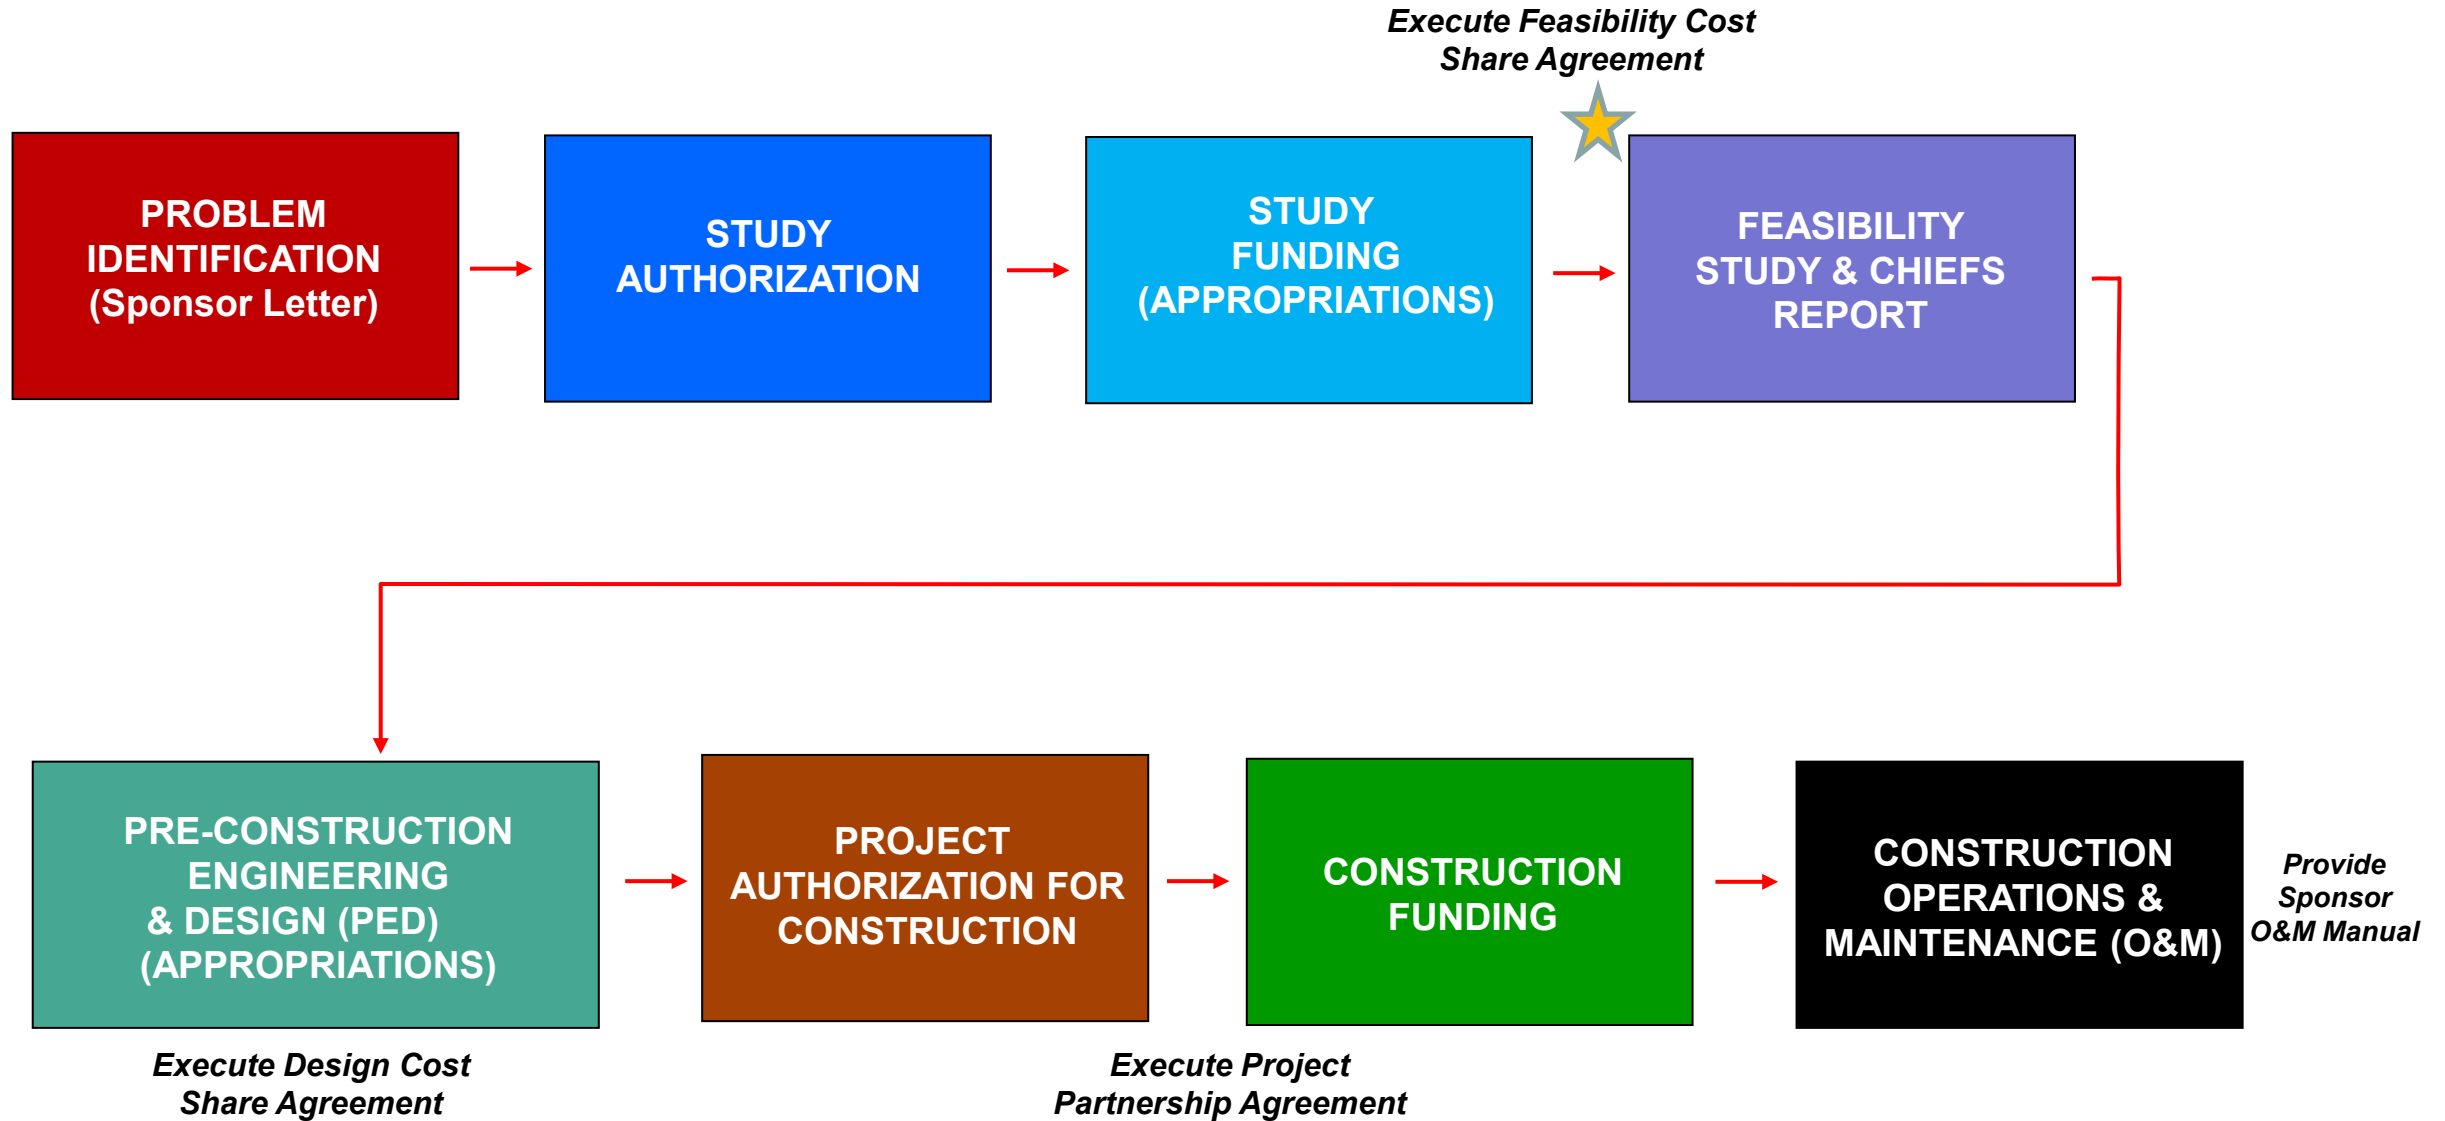 Execute Feasibility Cost
Share Agreement
PROBLEM
IDENTIFICATION
(Sponsor Letter)
STUDY
AUTHORIZATION
STUDY
FUNDING
(APPROPRIATIONS)
FEASIBILITY
STUDY & CHIEFS
REPORT
PRE-CONSTRUCTION
ENGINEERING
& DESIGN (PED)
(APPROPRIATIONS)
PROJECT
AUTHORIZATION FOR
CONSTRUCTION
CONSTRUCTION
FUNDING
CONSTRUCTION
OPERATIONS &
MAINTENANCE (O&M)
Provide
Sponsor
O&M Manual
Execute Design Cost
Share Agreement
Execute Project
Partnership Agreement